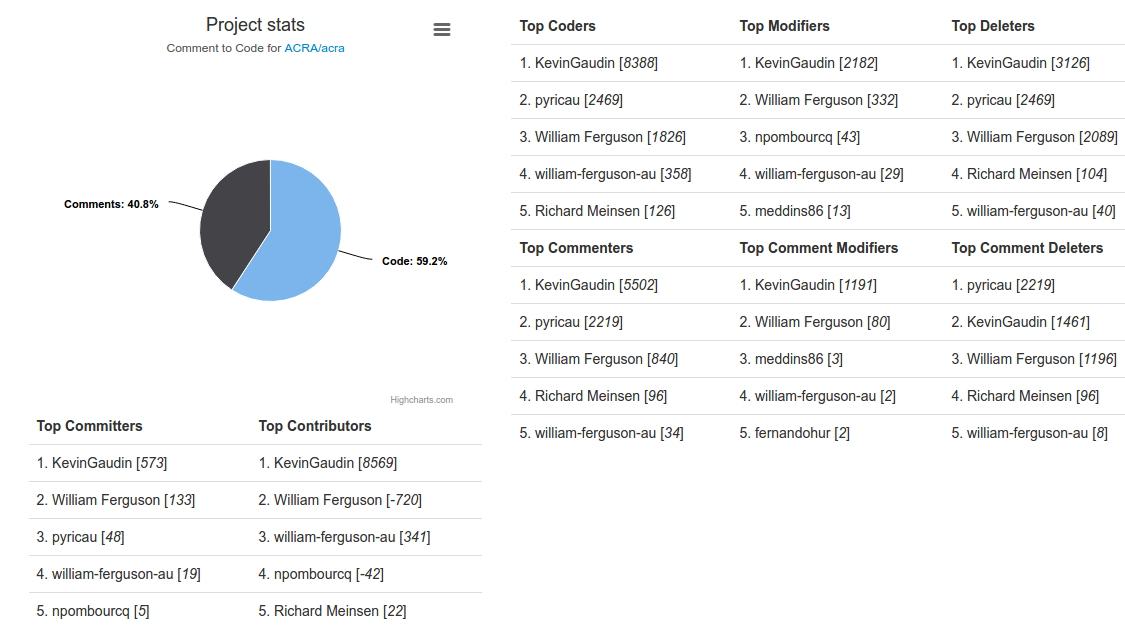 Project stats
Comment to Code for ACRA/acra
Comments: 40.8%
Code: 59.2%
Highcharts.com
Top Committers Top Contributors
1. KevinGaudin [573] 1. KevinGaudin [8569]
2. William Ferguson [133] 2. William Ferguson [-720]
3. pyricau [48] 3. william-ferguson-au [341]
4. william-ferguson-au [19] 4. npombourcq [-42]
5. npombourcq [5] 5. Richard Meinsen [22]
Top Coders Top Modifiers Top Deleters
1. KevinGaudin [8388] 1. KevinGaudin [2182] 1. KevinGaudin [3126]
2. pyricau [2469] 2. William Ferguson [332] 2. pyricau [2469]
3. William Ferguson [1826] 3. npombourcq [43] 3. William Ferguson [2089]
4. william-ferguson-au [358] 4. william-ferguson-au [29] 4. Richard Meinsen [104]
5. Richard Meinsen [126] 5. meddins86 [13] 5. william-ferguson-au [40]
Top Commenters Top Comment Modifiers Top Comment Deleters
1. KevinGaudin [5502] 1. KevinGaudin [1191] 1. pyricau [2219]
2. pyricau [2219] 2. William Ferguson [80] 2. KevinGaudin [1461]
3. William Ferguson [840] 3. meddins86 [3] 3. William Ferguson [1196]
4. Richard Meinsen [96] 4. william-ferguson-au [2] 4. Richard Meinsen [96]
5. william-ferguson-au [34] 5. fernandohur [2] 5. william-ferguson-au [8]